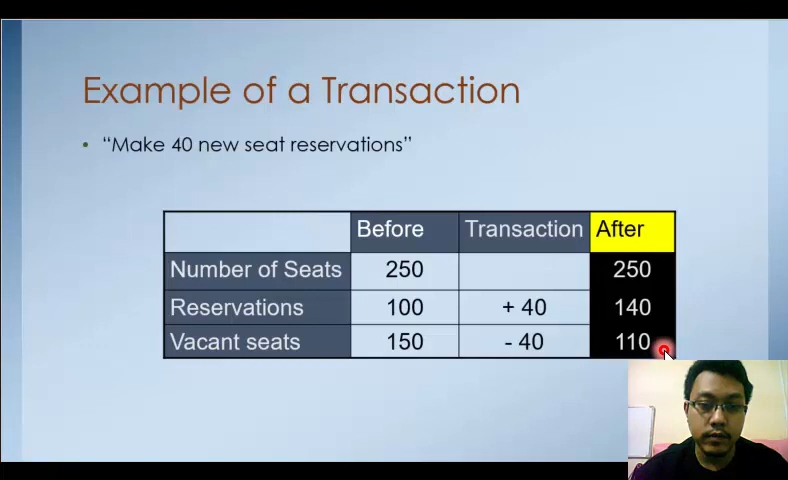 Example of a Transaction
• “Make 40 new seat reservations”
Before Transaction After
Number of Seats 250 250
Reservations 100 + 40 140
Vacant seats 150 - 40 110